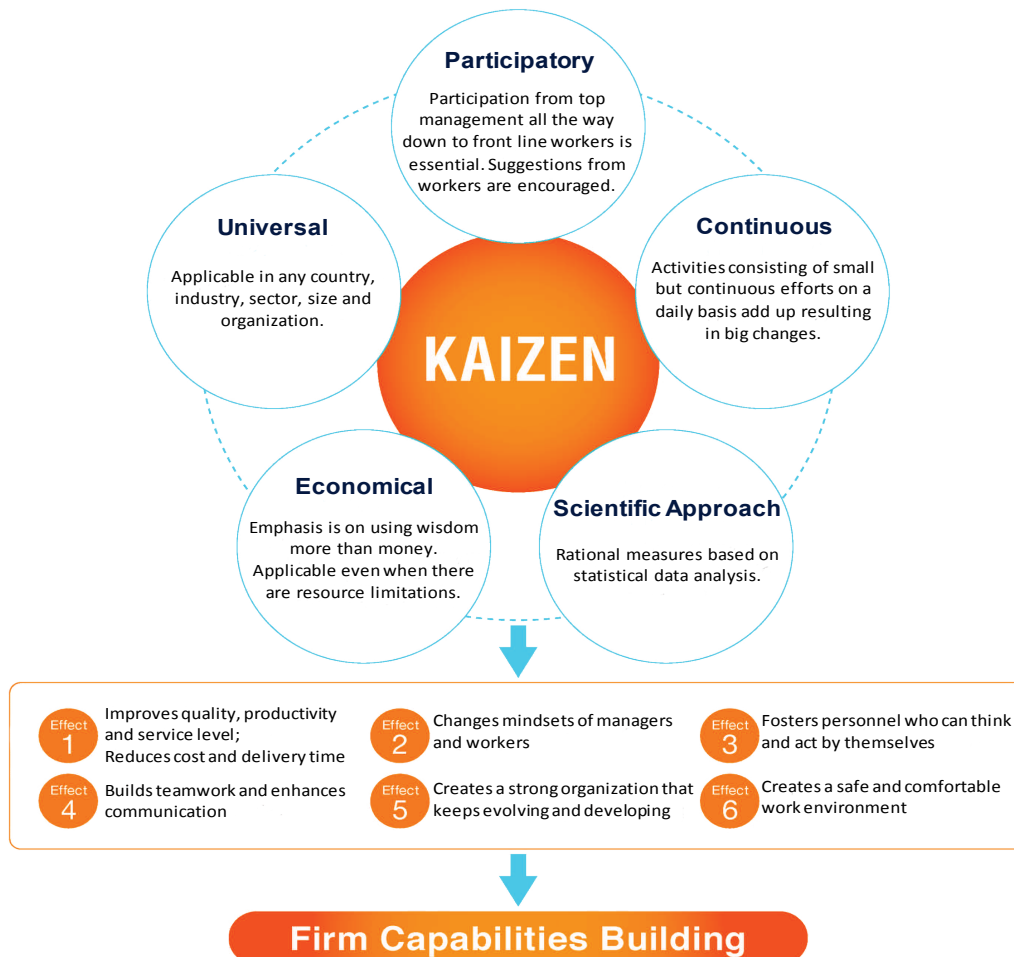 Participatory
Participation from top
management all the way
down to front line workers is
essential. Suggestions from
workers are encouraged.
Universal
Applicable in any country,
industry, sector, size and
organization.
Continuous
Activities consisting of small
but continuous efforts on a
daily basis add up resulting
in big changes.
KAIZEN
Economical
Emphasis is on using wisdom
more than money.
Applicable even when there
are resource limitations.
Scientific Approach
Rational measures based on
statistical data analysis.
Effect
1
Improves quality, productivity
and service level;
Reduces cost and delivery time
Effect
2
Changes mindsets of managers
and workers
Effect
3
Fosters personnel who can think
and act by themselves
Effect
4
Builds teamwork and enhances
communication
Effect
5
Creates a strong organization that
keeps evolving and developing
Effect
6
Creates a safe and comfortable
work environment
Firm Capabilities Building